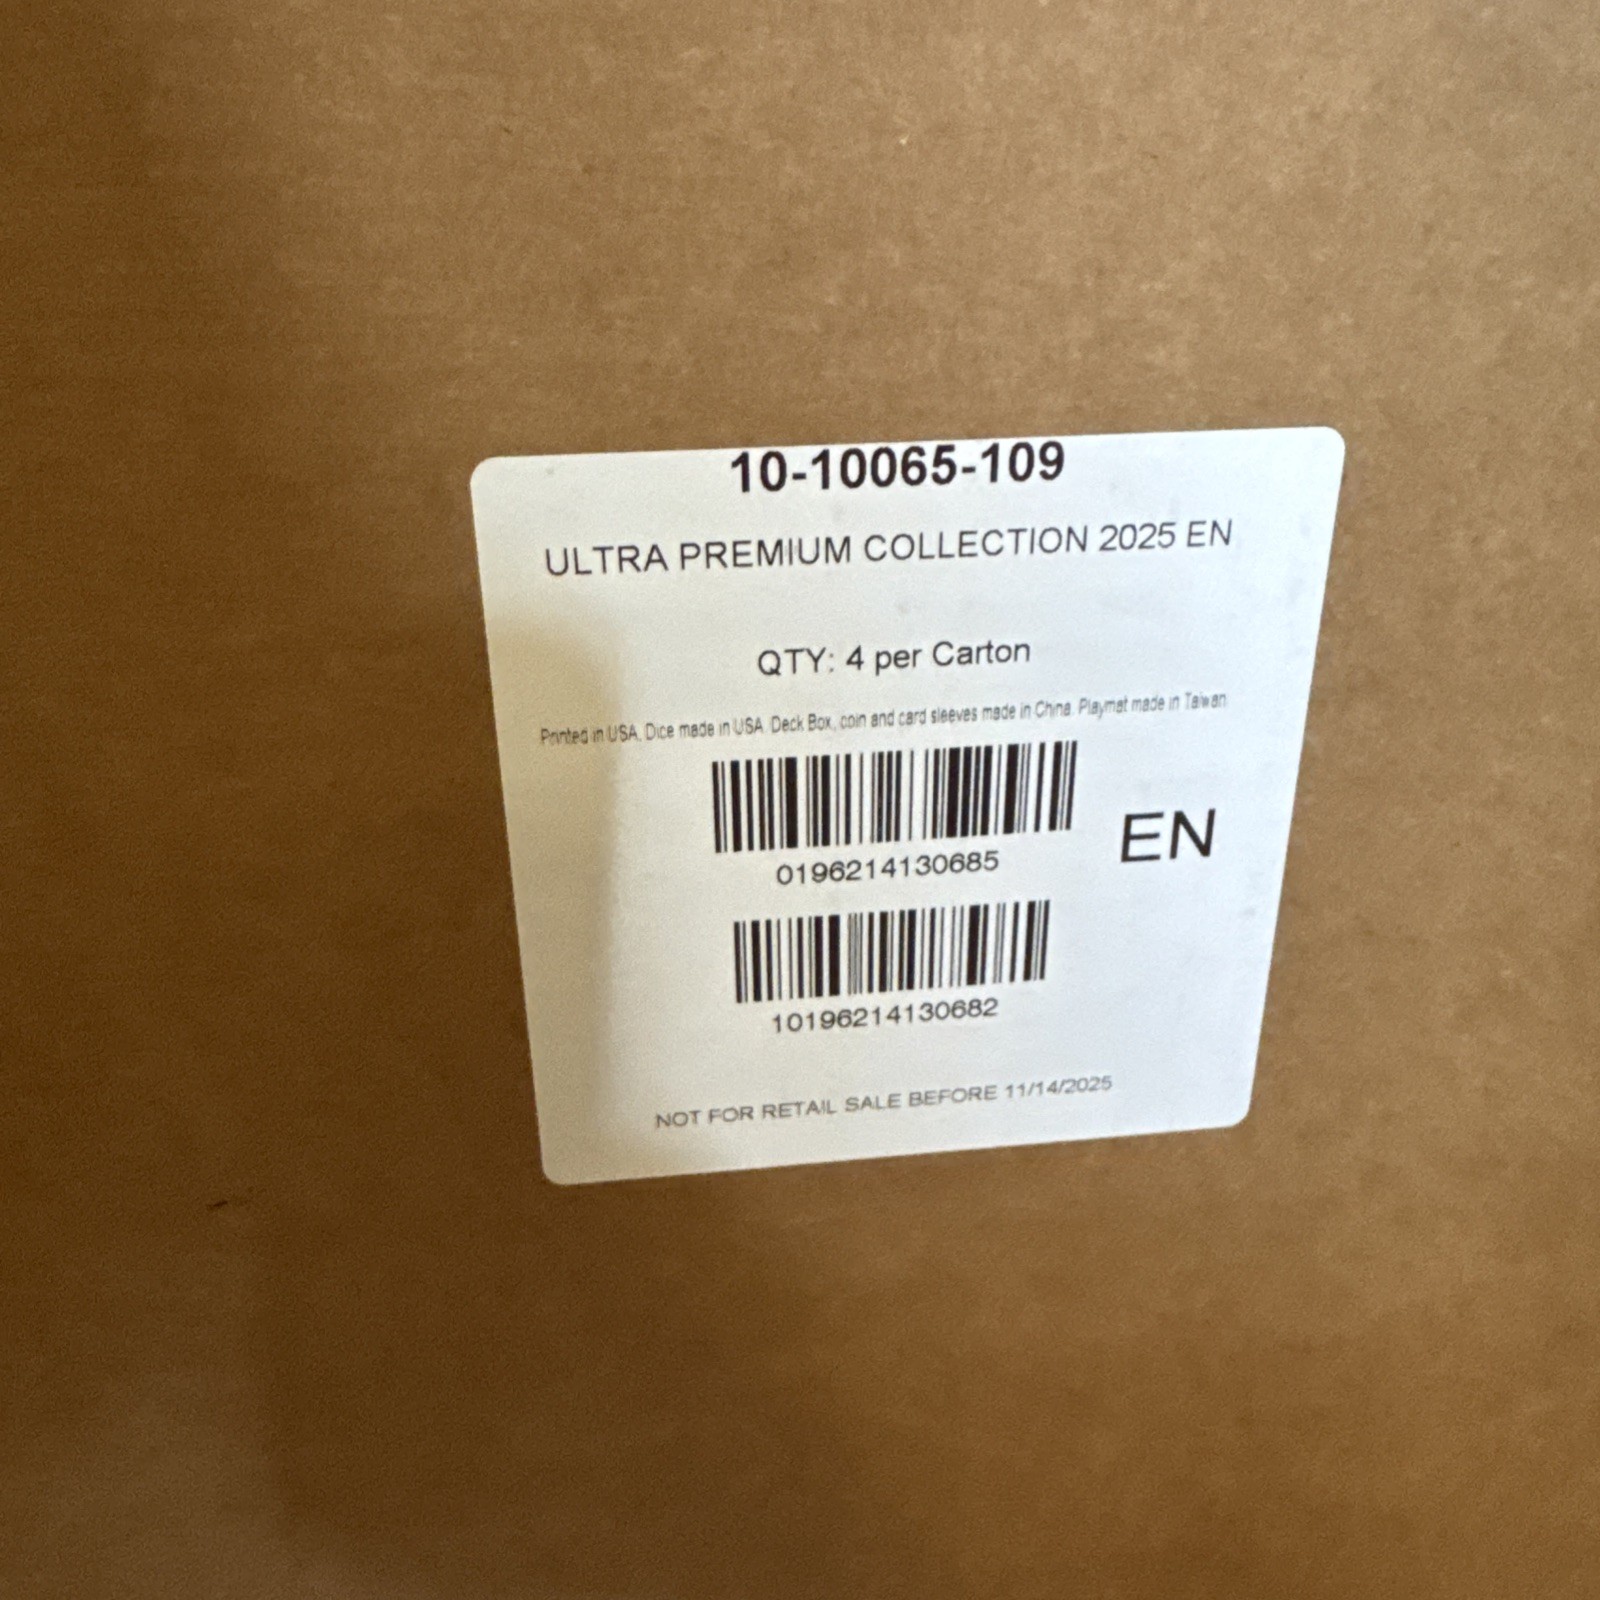 10-10065-109
ULTRA PREMIUM COLLECTION 2025 EN
QTY: 4 per Carton
Printed in USA. Dice made in USA. Deck Box, coin and card sleeves made in China. Playmat made in Taiwan.
0196214130685
EN
10196214130682
NOT FOR RETAIL SALE BEFORE 11/14/2025